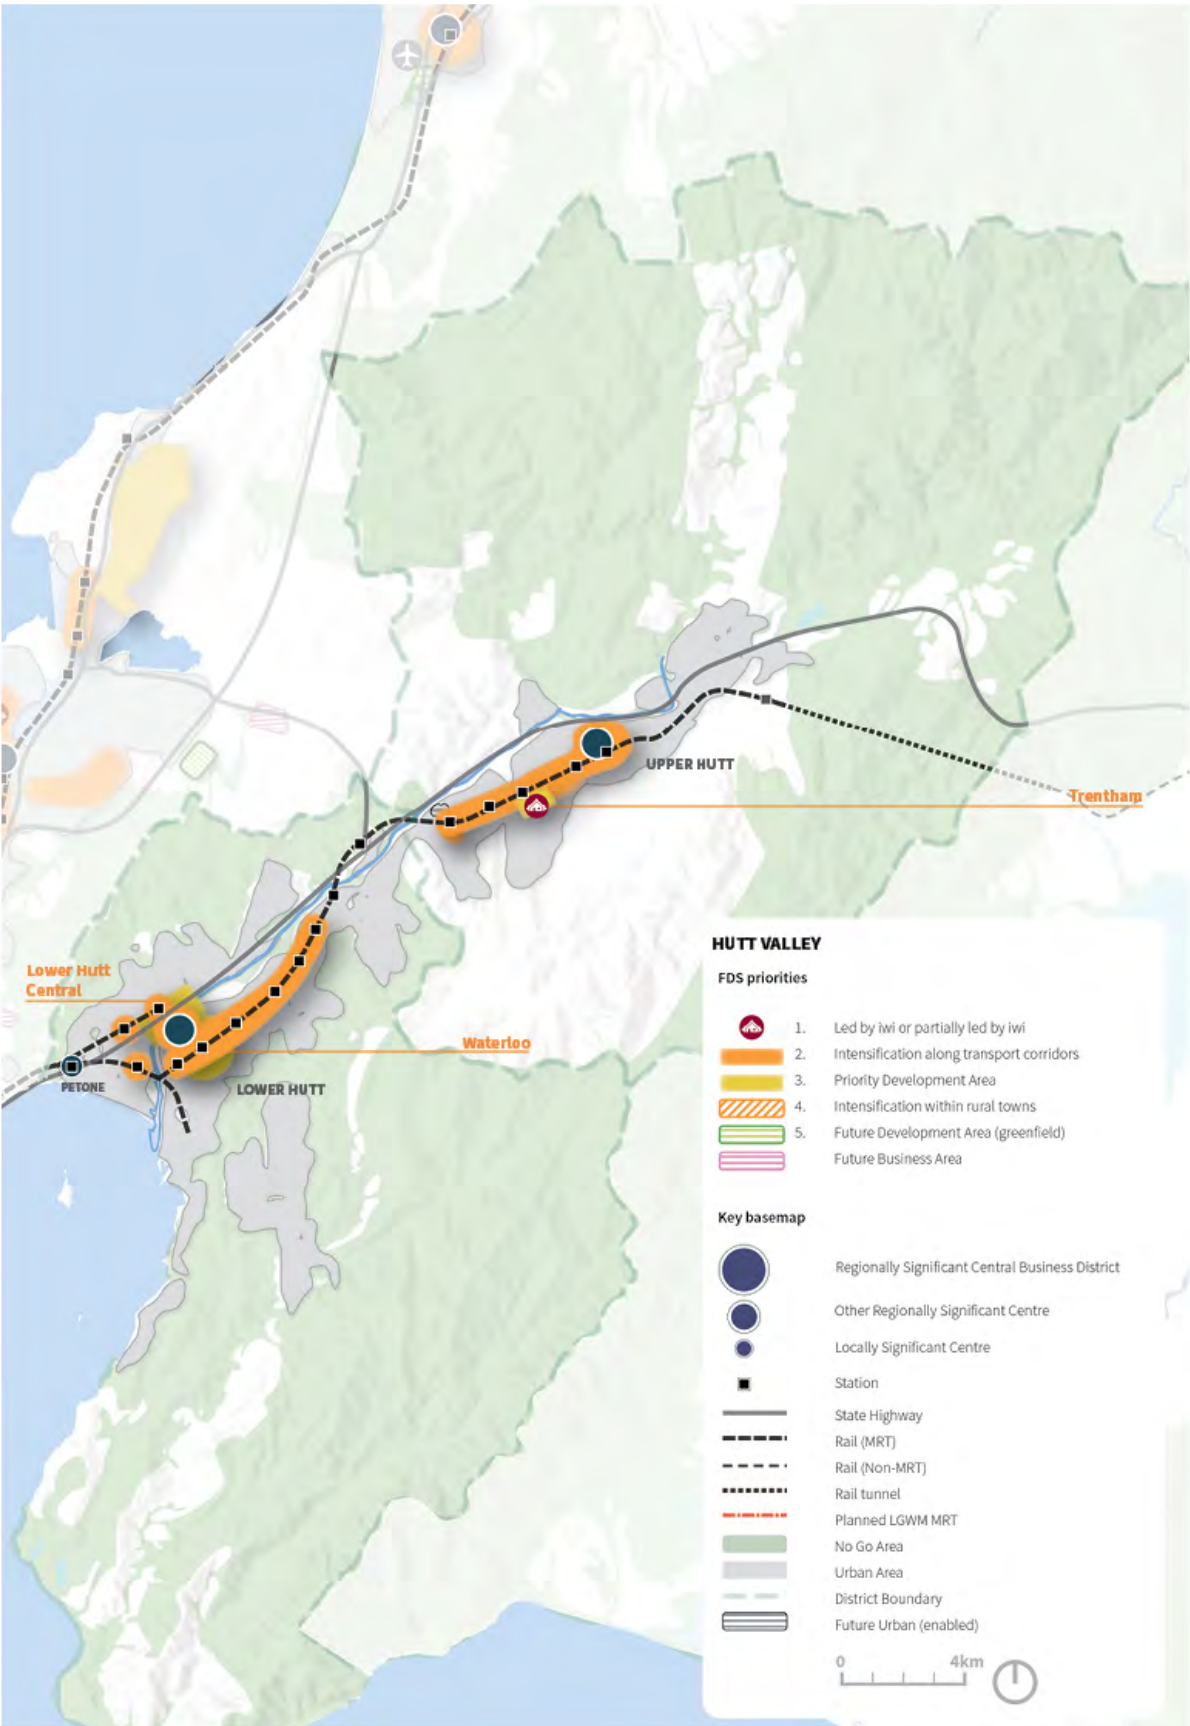 UPPER HUTT
Trentham
Lower Hutt
Central
Waterloo
PETONE
LOWER HUTT
HUTT VALLEY
FDS priorities
1. Led by iwi or partially led by iwi
2. Intensification along transport corridors
3. Priority Development Area
4. Intensification within rural towns
5. Future Development Area (greenfield)
Future Business Area
Key basemap
Regionally Significant Central Business District
Other Regionally Significant Centre
Locally Significant Centre
Station
State Highway
Rail (MRT)
Rail (Non-MRT)
Rail tunnel
Planned LGWM MRT
No Go Area
Urban Area
District Boundary
Future Urban (enabled)
0 4km